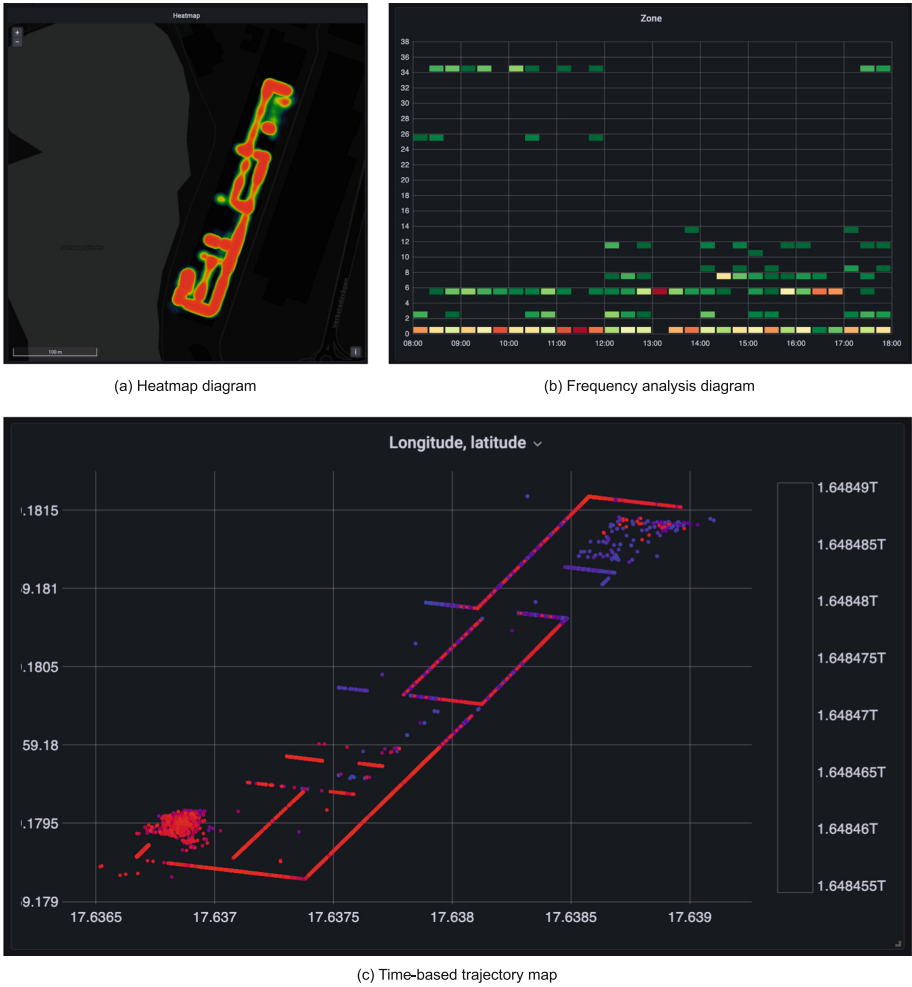 Heatmap
+
−
100 m
i
(a) Heatmap diagram
Zone
38
36
34
32
30
28
26
24
22
20
18
16
14
12
10
8
6
4
2
0
08:00 09:00 10:00 11:00 12:00 13:00 14:00 15:00 16:00 17:00 18:00
(b) Frequency analysis diagram
Longitude, latitude
.1815
59.181
.1805
59.18
.1795
59.179
1.64849T
1.648485T
1.64848T
1.648475T
1.64847T
1.648465T
1.64846T
1.648455T
17.6365 17.637 17.6375 17.638 17.6385 17.639
(c) Time-based trajectory map